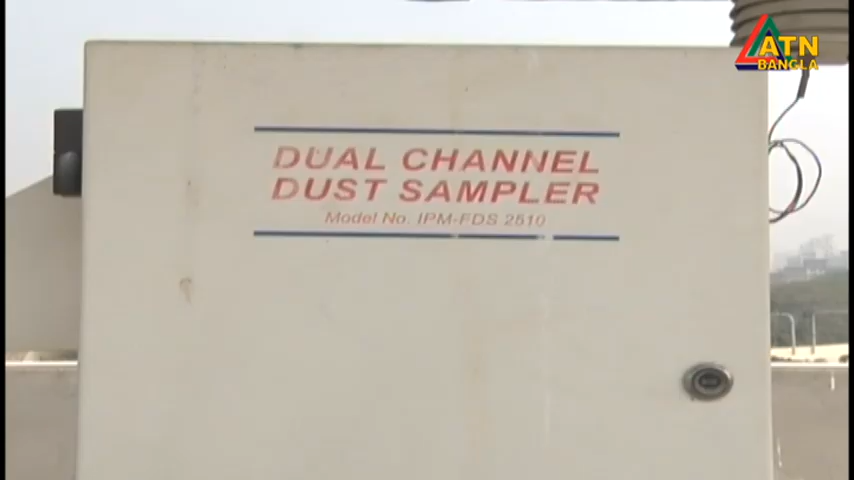 ATN
BANGLA
DUAL CHANNEL
DUST SAMPLER
Model No. IPM-FDS 2510